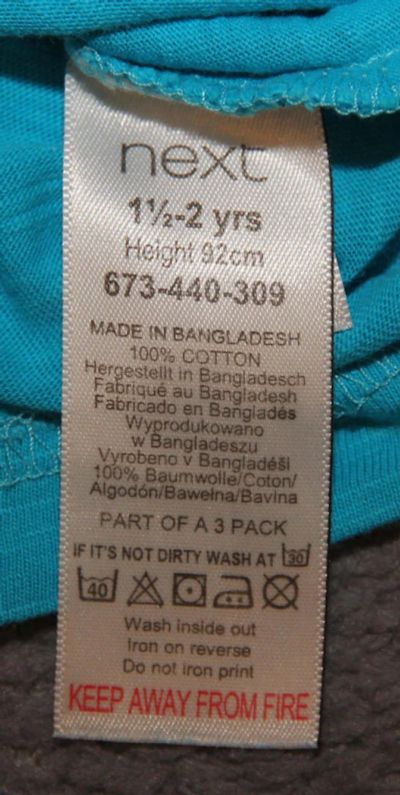 next
1½-2 yrs
Height 92cm
673-440-309
MADE IN BANGLADESH
100% COTTON
Hergestellt in Bangladesch
Fabriqué au Bangladesh
Fabricado en Bangladés
Wyprodukowano
w Bangladeszu
Vyrobeno v Bangladéši
100% Baumwolle/Coton/
Algodón/Bawełna/Bavlna
PART OF A 3 PACK
IF IT'S NOT DIRTY WASH AT 30
40
Wash inside out
Iron on reverse
Do not iron print
KEEP AWAY FROM FIRE